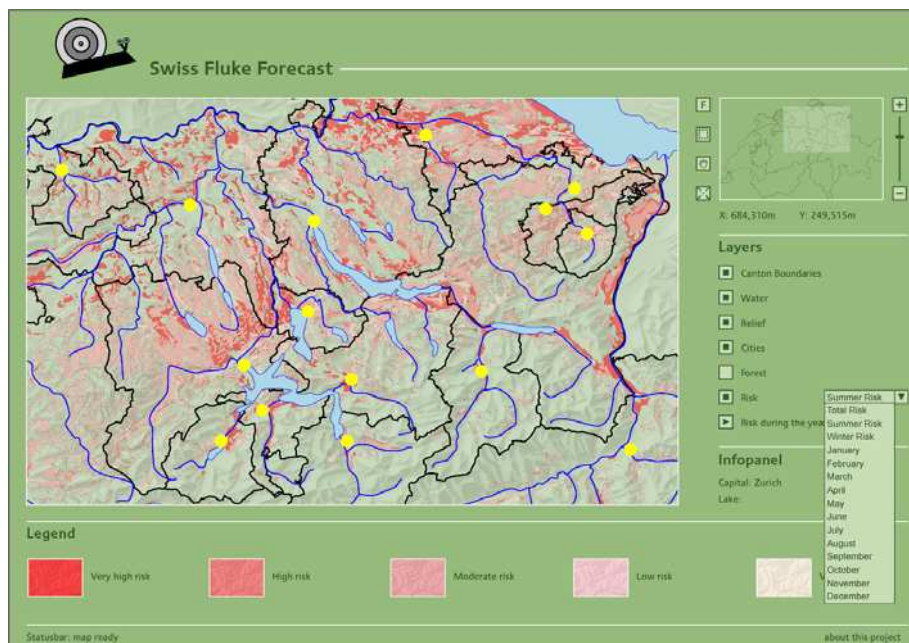 Swiss Fluke Forecast
F
+
−
X: 684,310m Y: 249,515m
Layers
Canton Boundaries
Water
Relief
Cities
Forest
Risk
Summer Risk
Risk during the yea
Total Risk
Summer Risk
Winter Risk
January
February
March
April
May
June
July
August
September
October
November
December
Infopanel
Capital: Zurich
Lake:
Legend
Very high risk
High risk
Moderate risk
Low risk
V
Statusbar: map ready
about this project